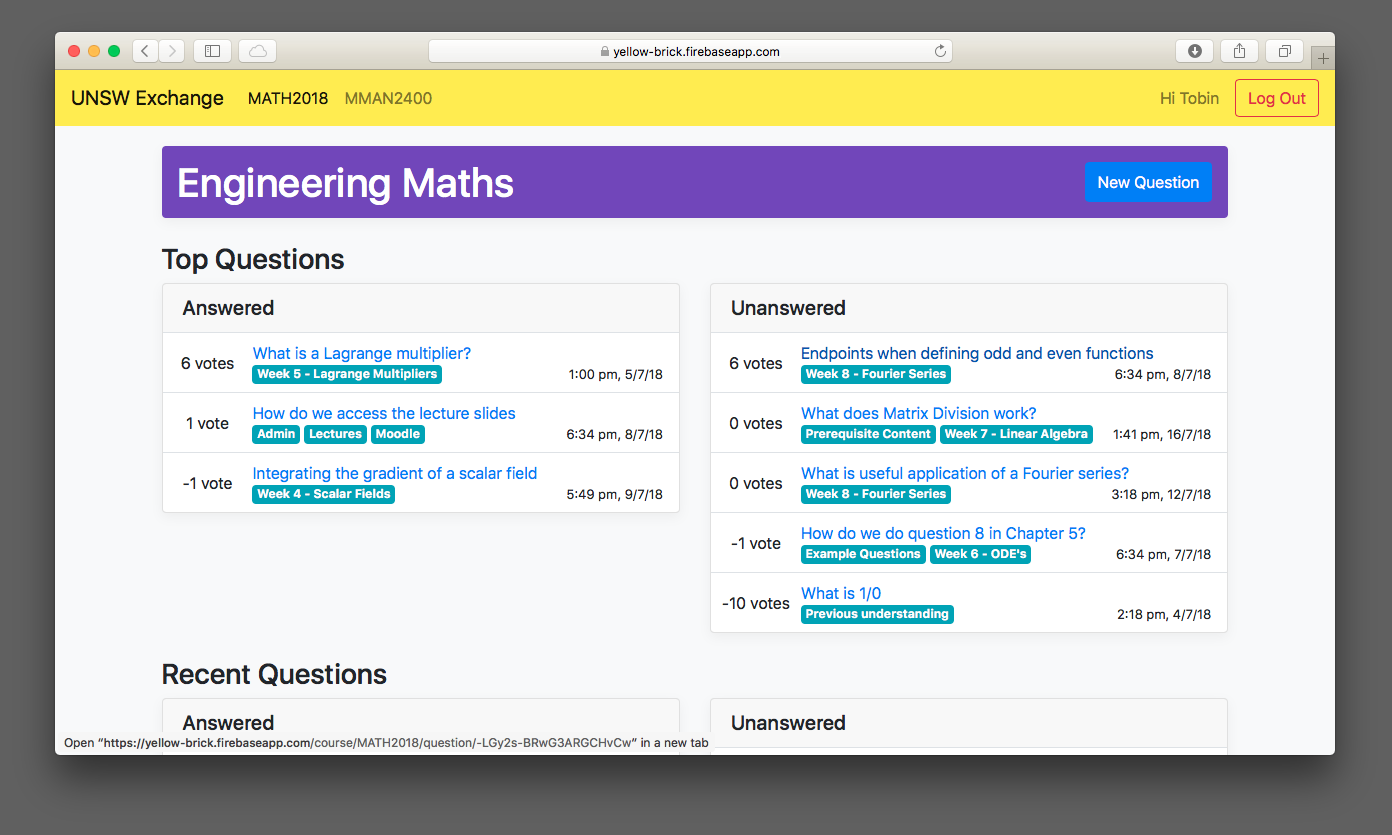 yellow-brick.firebaseapp.com
UNSW Exchange MATH2018 MMAN2400 Hi Tobin Log Out
Engineering Maths New Question
Top Questions
Answered
6 votes What is a Lagrange multiplier?
Week 5 - Lagrange Multipliers 1:00 pm, 5/7/18
1 vote How do we access the lecture slides
Admin Lectures Moodle 6:34 pm, 8/7/18
-1 vote Integrating the gradient of a scalar field
Week 4 - Scalar Fields 5:49 pm, 9/7/18
Unanswered
6 votes Endpoints when defining odd and even functions
Week 8 - Fourier Series 6:34 pm, 8/7/18
0 votes What does Matrix Division work?
Prerequisite Content Week 7 - Linear Algebra 1:41 pm, 16/7/18
0 votes What is useful application of a Fourier series?
Week 8 - Fourier Series 3:18 pm, 12/7/18
-1 vote How do we do question 8 in Chapter 5?
Example Questions Week 6 - ODE's 6:34 pm, 7/7/18
-10 votes What is 1/0
Previous understanding 2:18 pm, 4/7/18
Recent Questions
Answered
Unanswered
Open “https://yellow-brick.firebaseapp.com/course/MATH2018/question/-LGy2s-BRwG3ARGCHvCw” in a new tab